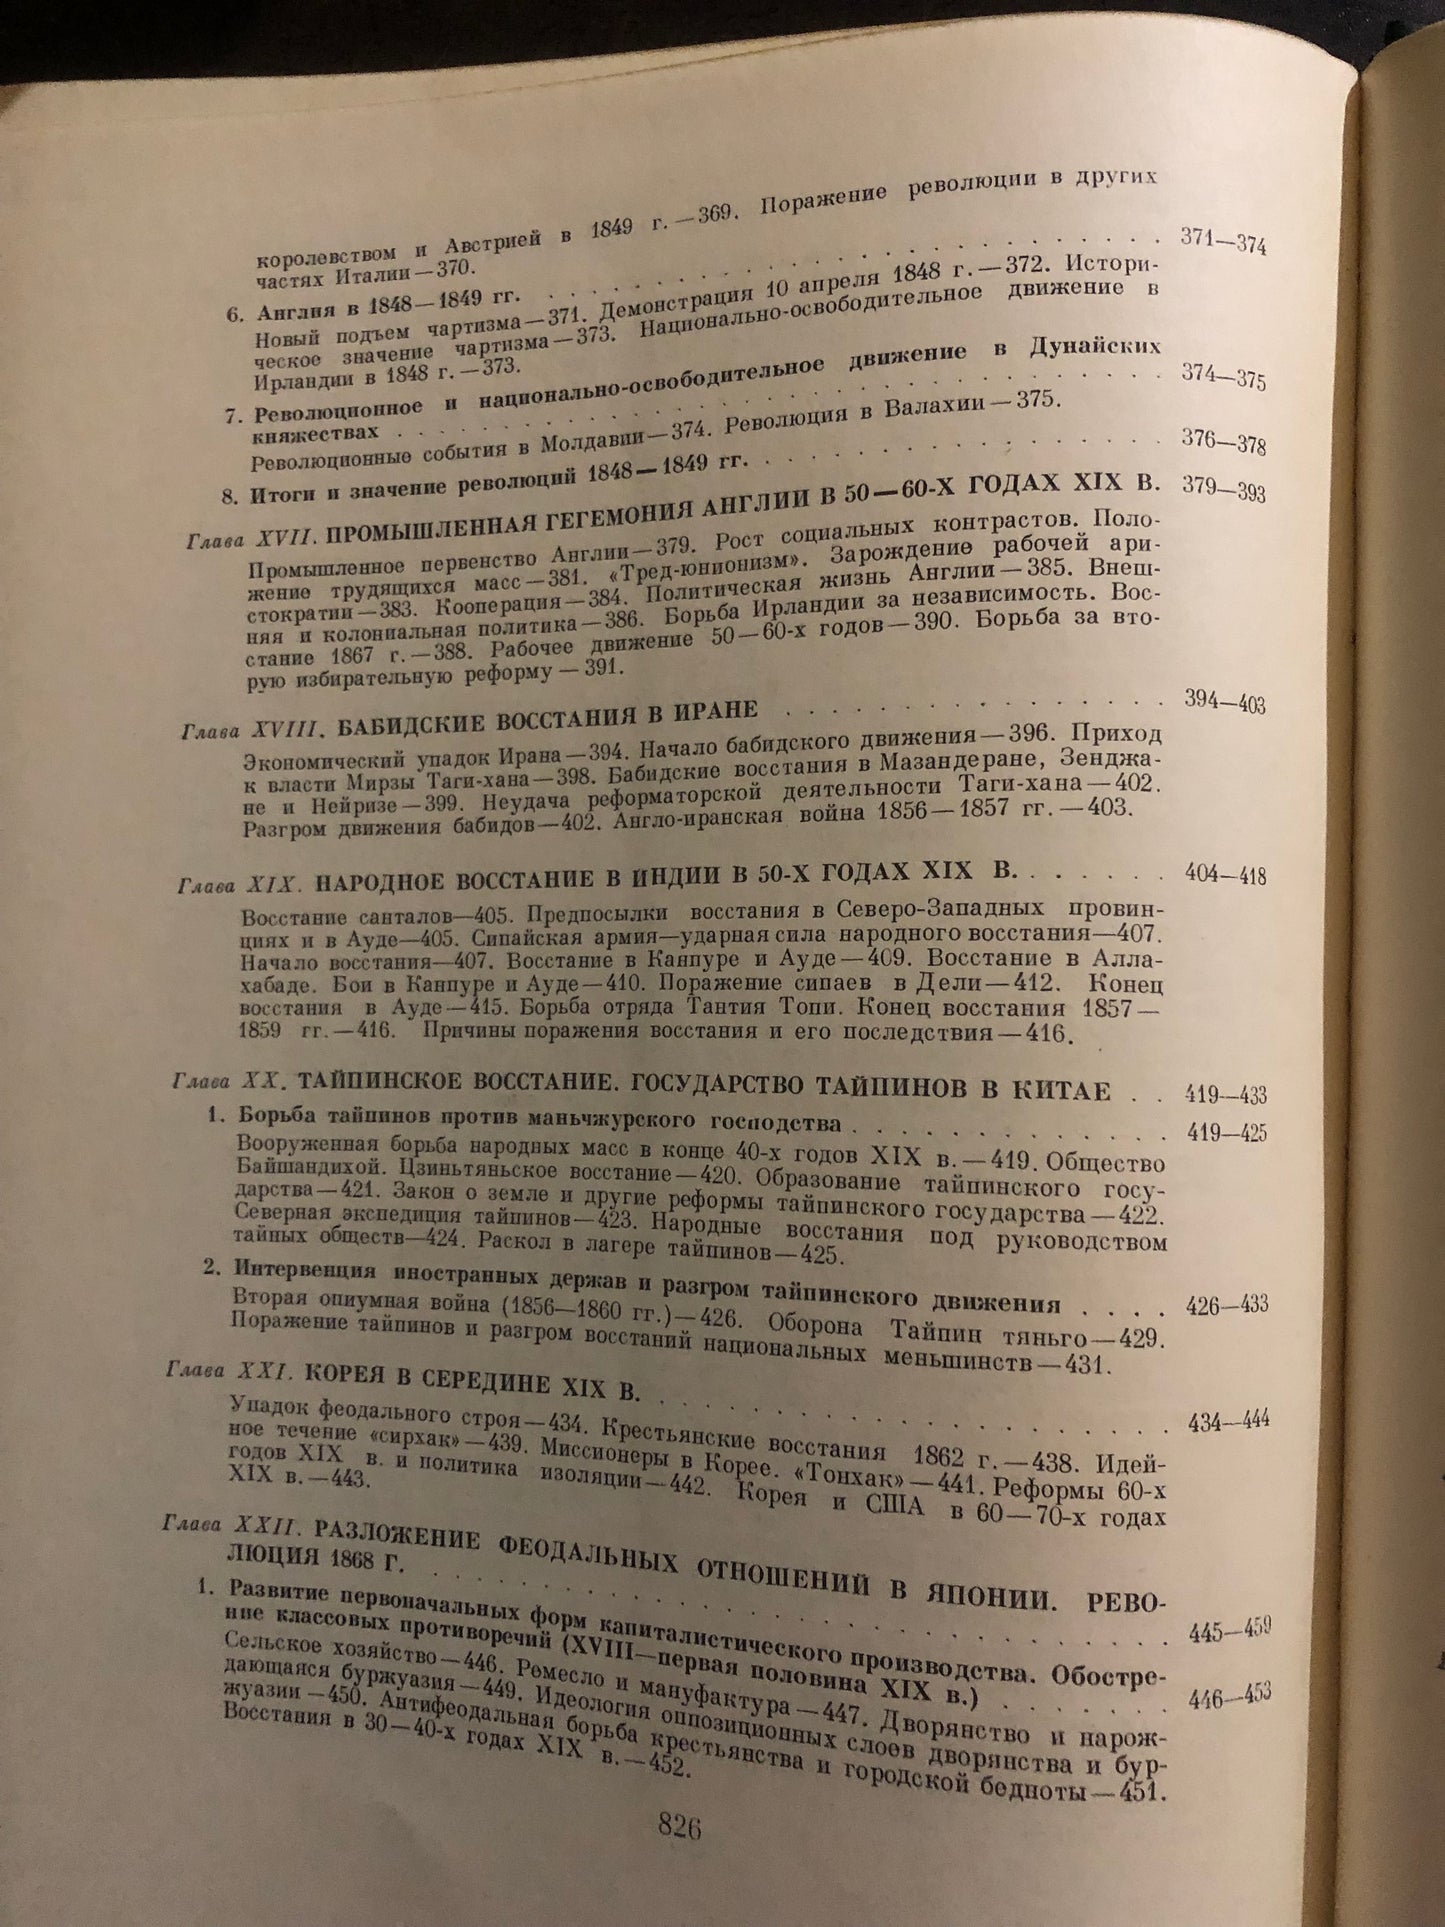 королевством и Австрией в 1849 г.—369. Поражение революции в других
частях Италии—370.
6. Англия в 1848—1849 гг. . . . . . . . . . . . . . . . . . 371—374
Новый подъем чартизма—371. Демонстрация 10 апреля 1848 г.—372. Истори-
ческое значение чартизма—373. Национально-освободительное движение в
Ирландии в 1848 г.—373.
7. Революционное и национально-освободительное движение в Дунайских
княжествах . . . . . . . . . . . . . . . . . . . . . 374—375
Революционные события в Молдавии—374. Революция в Валахии—375.
8. Итоги и значение революций 1848—1849 гг. . . . . . . . . . . . 376—378
Глава XVII. ПРОМЫШЛЕННАЯ ГЕГЕМОНИЯ АНГЛИИ В 50—60-Х ГОДАХ XIX В. 379—393
Промышленное первенство Англии—379. Рост социальных контрастов. Поло-
жение трудящихся масс—381. «Тред-юнионизм». Зарождение рабочей ари-
стократии—383. Кооперация—384. Политическая жизнь Англии—385. Внеш-
няя и колониальная политика—386. Борьба Ирландии за независимость. Вос-
стание 1867 г.—388. Рабочее движение 50—60-х годов—390. Борьба за вто-
рую избирательную реформу—391.
Глава XVIII. БАБИДСКИЕ ВОССТАНИЯ В ИРАНЕ . . . . . . . . . . . . 394—403
Экономический упадок Ирана—394. Начало бабидского движения—396. Приход
к власти Мирзы Таги-хана—398. Бабидские восстания в Мазандеране, Зенджа-
не и Нейризе—399. Неудача реформаторской деятельности Таги-хана—402.
Разгром движения бабидов—402. Англо-иранская война 1856—1857 гг.—403.
Глава XIX. НАРОДНОЕ ВОССТАНИЕ В ИНДИИ В 50-Х ГОДАХ XIX В. . . . . . . 404—418
Восстание санталов—405. Предпосылки восстания в Северо-Западных провин-
циях и в Ауде—405. Сипайская армия—ударная сила народного восстания—407.
Начало восстания—407. Восстание в Канпуре и Ауде—409. Восстание в Алла-
хабаде. Бои в Канпуре и Ауде—410. Поражение сипаев в Дели—412. Конец
восстания в Ауде—415. Борьба отряда Тантия Топи. Конец восстания 1857—
1859 гг.—416. Причины поражения восстания и его последствия—416.
Глава XX. ТАЙПИНСКОЕ ВОССТАНИЕ. ГОСУДАРСТВО ТАЙПИНОВ В КИТАЕ . . 419—433
1. Борьба тайпинов против маньчжурского господства . . . . . . . . . . . 419—425
Вооруженная борьба народных масс в конце 40-х годов XIX в.—419. Общество
Байшандихой. Цзиньтяньское восстание—420. Образование тайпинского госу-
дарства—421. Закон о земле и другие реформы тайпинского государства—422.
Северная экспедиция тайпинов—423. Народные восстания под руководством
тайных обществ—424. Раскол в лагере тайпинов—425.
2. Интервенция иностранных держав и разгром тайпинского движения . . . . 426—433
Вторая опиумная война (1856—1860 гг.)—426. Оборона Тайпин тяньго—429.
Поражение тайпинов и разгром восстаний национальных меньшинств—431.
Глава XXI. КОРЕЯ В СЕРЕДИНЕ XIX В. . . . . . . . . . . . . . . . 434—444
Упадок феодального строя—434. Крестьянские восстания 1862 г.—438. Идей-
ное течение «сирхак»—439. Миссионеры в Корее. «Тонхак»—441. Реформы 60-х
годов XIX в. и политика изоляции—442. Корея и США в 60—70-х годах
XIX в.—443.
Глава XXII. РАЗЛОЖЕНИЕ ФЕОДАЛЬНЫХ ОТНОШЕНИЙ В ЯПОНИИ. РЕВО-
ЛЮЦИЯ 1868 Г. . . . . . . . . . . . . . . . . . . . . . 445—459
1. Развитие первоначальных форм капиталистического производства. Обостре-
ние классовых противоречий (XVIII—первая половина XIX в.) . . . . . . . 446—453
Сельское хозяйство—446. Ремесло и мануфактура—447. Дворянство и нарож-
дающаяся буржуазия—449. Идеология оппозиционных слоев дворянства и бур-
жуазии—450. Антифеодальная борьба крестьянства и городской бедноты—451.
Восстания в 30—40-х годах XIX в.—452.
826